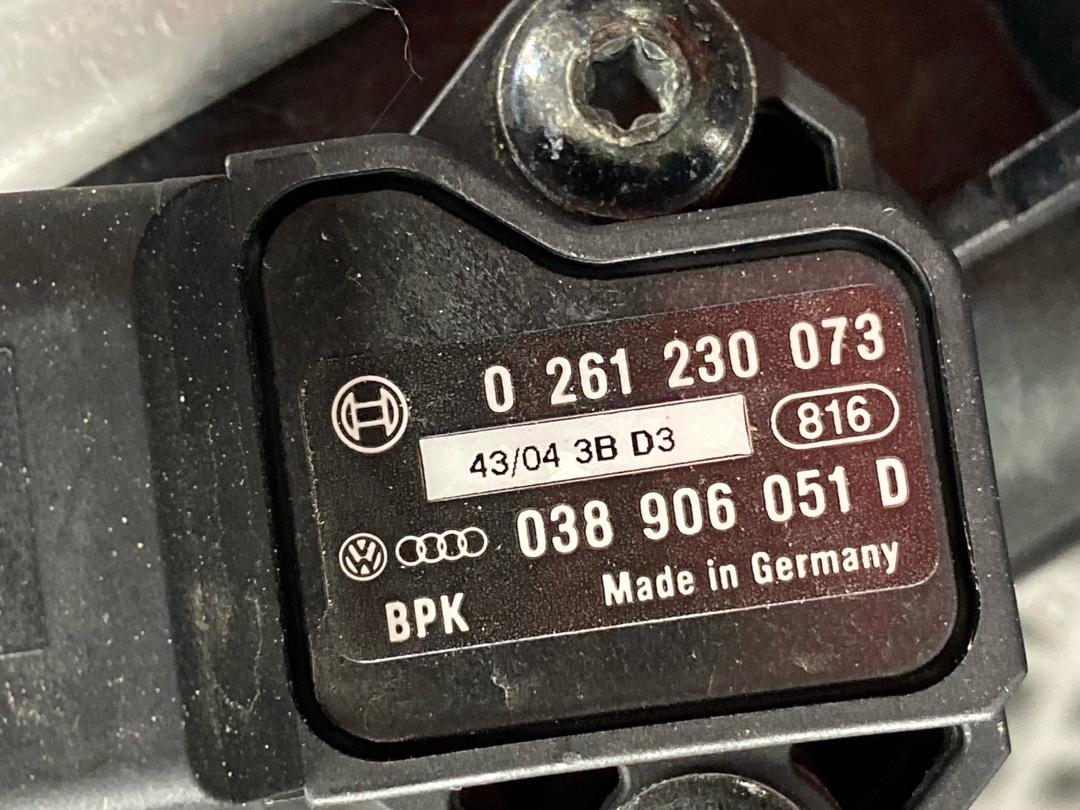 0 261 230 073
43/04 3B D3
816
038 906 051 D
Made in Germany
BPK